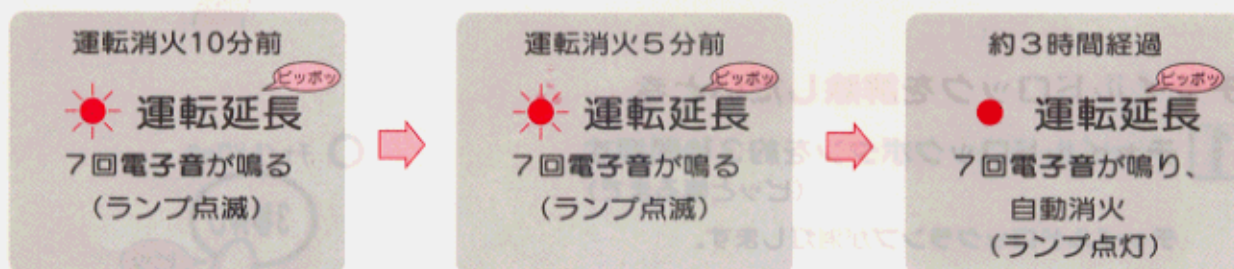 運転消火10分前
ピッポッ
運転延長
7回電子音が鳴る
(ランプ点滅)
運転消火5分前
ピッポッ
運転延長
7回電子音が鳴る
(ランプ点滅)
約3時間経過
ピッポッ
運転延長
7回電子音が鳴り、
自動消火
(ランプ点灯)